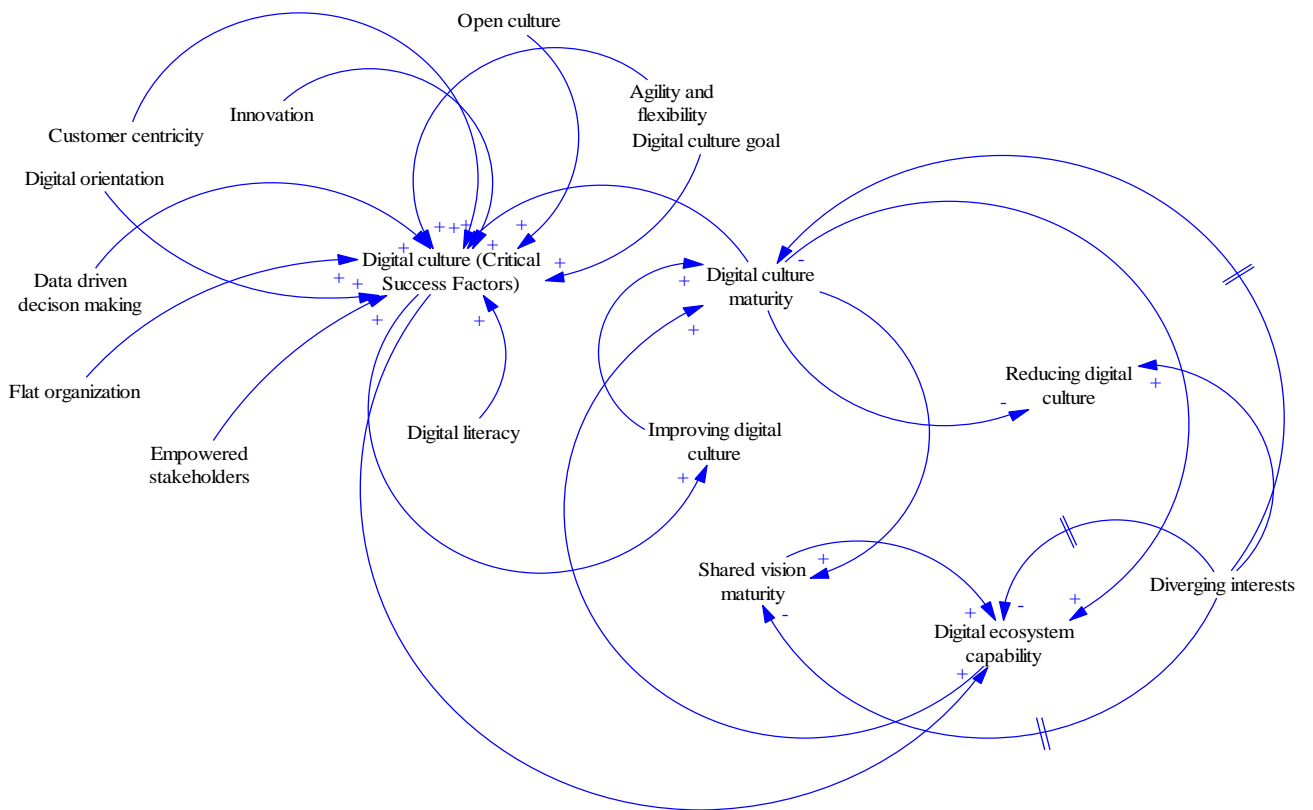 Open culture
Agility and
flexibility
Innovation
Customer centricity
Digital culture goal
Digital orientation
Digital culture (Critical
Success Factors)
Digital culture
maturity
Data driven
decison making
Reducing digital
culture
Flat organization
Digital literacy
Improving digital
culture
Empowered
stakeholders
Shared vision
maturity
Diverging interests
Digital ecosystem
capability